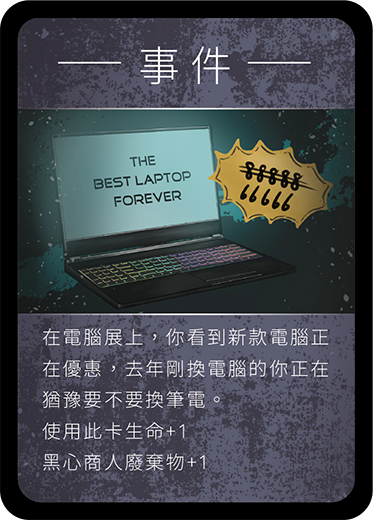 事件
THE
BEST LAPTOP
FOREVER
88888
66666
在電腦展上，你看到新款電腦正
在優惠，去年剛換電腦的你正在
猶豫要不要換筆電。
使用此卡生命+1
黑心商人廢棄物+1